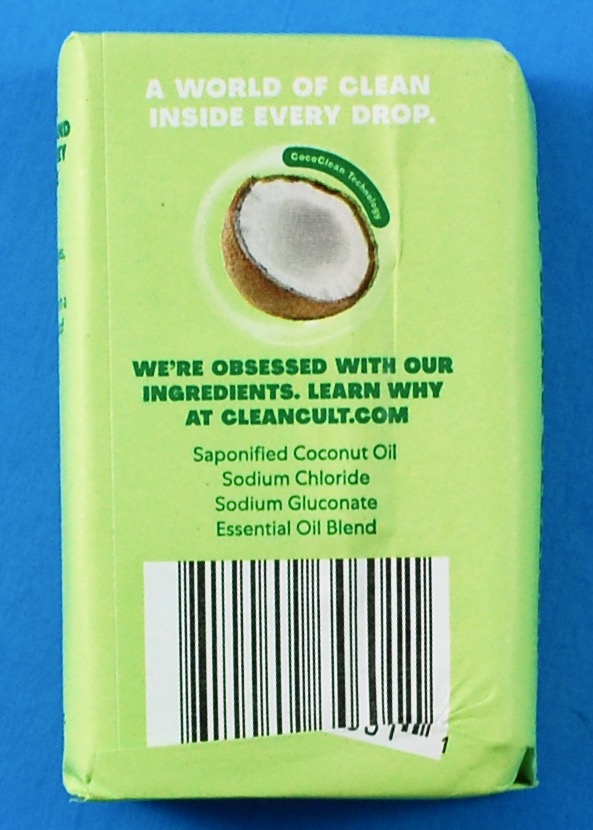 A WORLD OF CLEAN
INSIDE EVERY DROP.
CocoClean Technology
WE'RE OBSESSED WITH OUR
INGREDIENTS. LEARN WHY
AT CLEANCULT.COM
Saponified Coconut Oil
Sodium Chloride
Sodium Gluconate
Essential Oil Blend
1